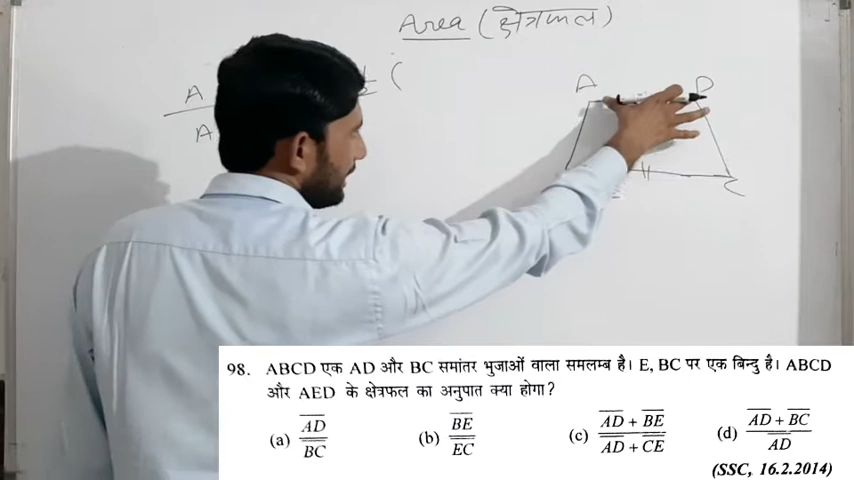 Area (क्षेत्रफल)
A
(
A
A D
C
98. ABCD एक AD और BC समांतर भुजाओं वाला समलम्ब है। E, BC पर एक बिन्दु है। ABCD
और AED के क्षेत्रफल का अनुपात क्या होगा?
(a) AD/BC (b) BE/EC (c) AD + BE/AD + CE (d) AD + BC/AD
(SSC, 16.2.2014)